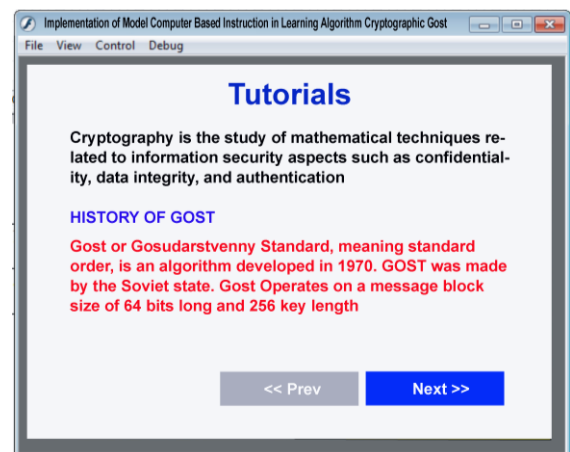 Implementation of Model Computer Based Instruction in Learning Algorithm Cryptographic Gost
File View Control Debug
Tutorials
Cryptography is the study of mathematical techniques re-
lated to information security aspects such as confidential-
ity, data integrity, and authentication
HISTORY OF GOST
Gost or Gosudarstvenny Standard, meaning standard
order, is an algorithm developed in 1970. GOST was made
by the Soviet state. Gost Operates on a message block
size of 64 bits long and 256 key length
<< Prev Next >>